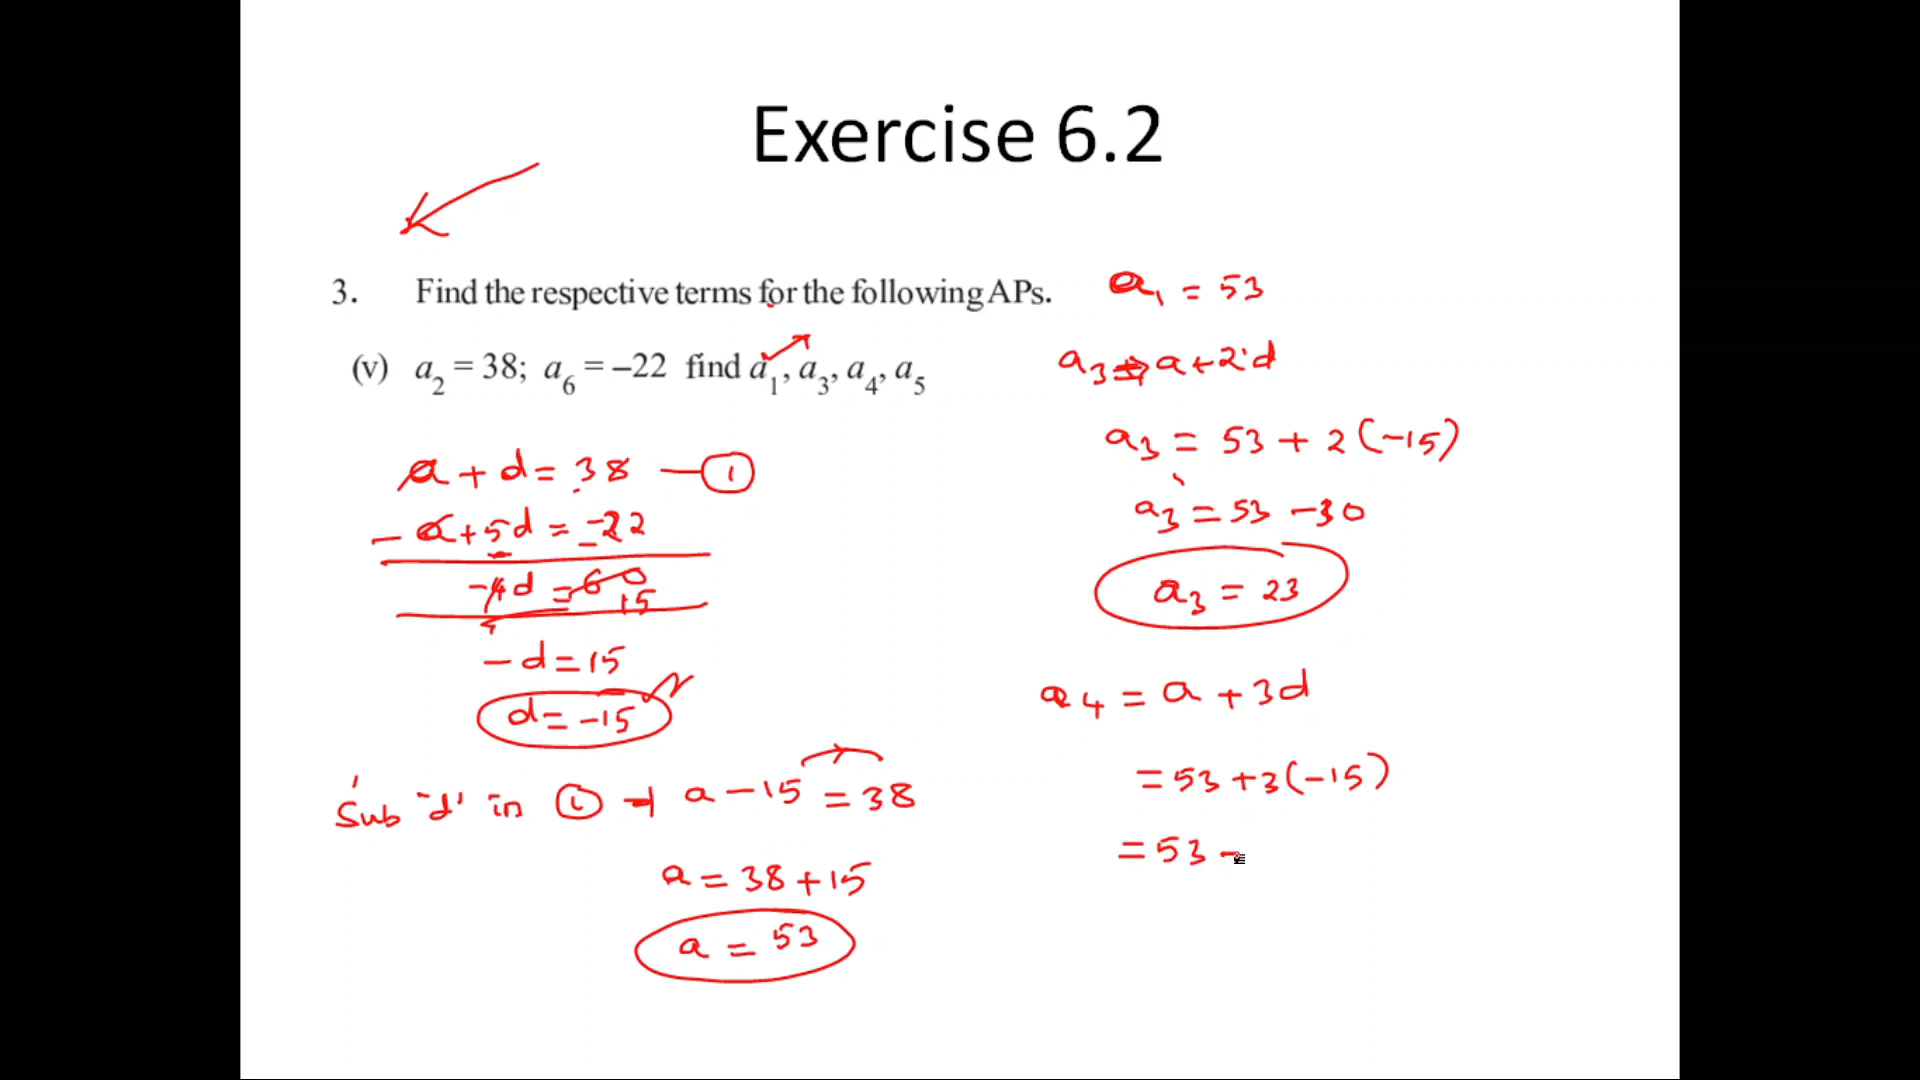 Exercise 6.2
3. Find the respective terms for the following APs.
(v) a₂ = 38; a₆ = –22 find a₁, a₃, a₄, a₅
a + d = 38 — ①
- a + 5d = -22
-4d = 60
15
- d = 15
d = -15
Sub 'd' in ① → a - 15 = 38
a = 38 + 15
a = 53
a₁ = 53
a₃ = a + 2d
a₃ = 53 + 2(-15)
a₃ = 53 - 30
a₃ = 23
a₄ = a + 3d
= 53 + 3(-15)
= 53 -